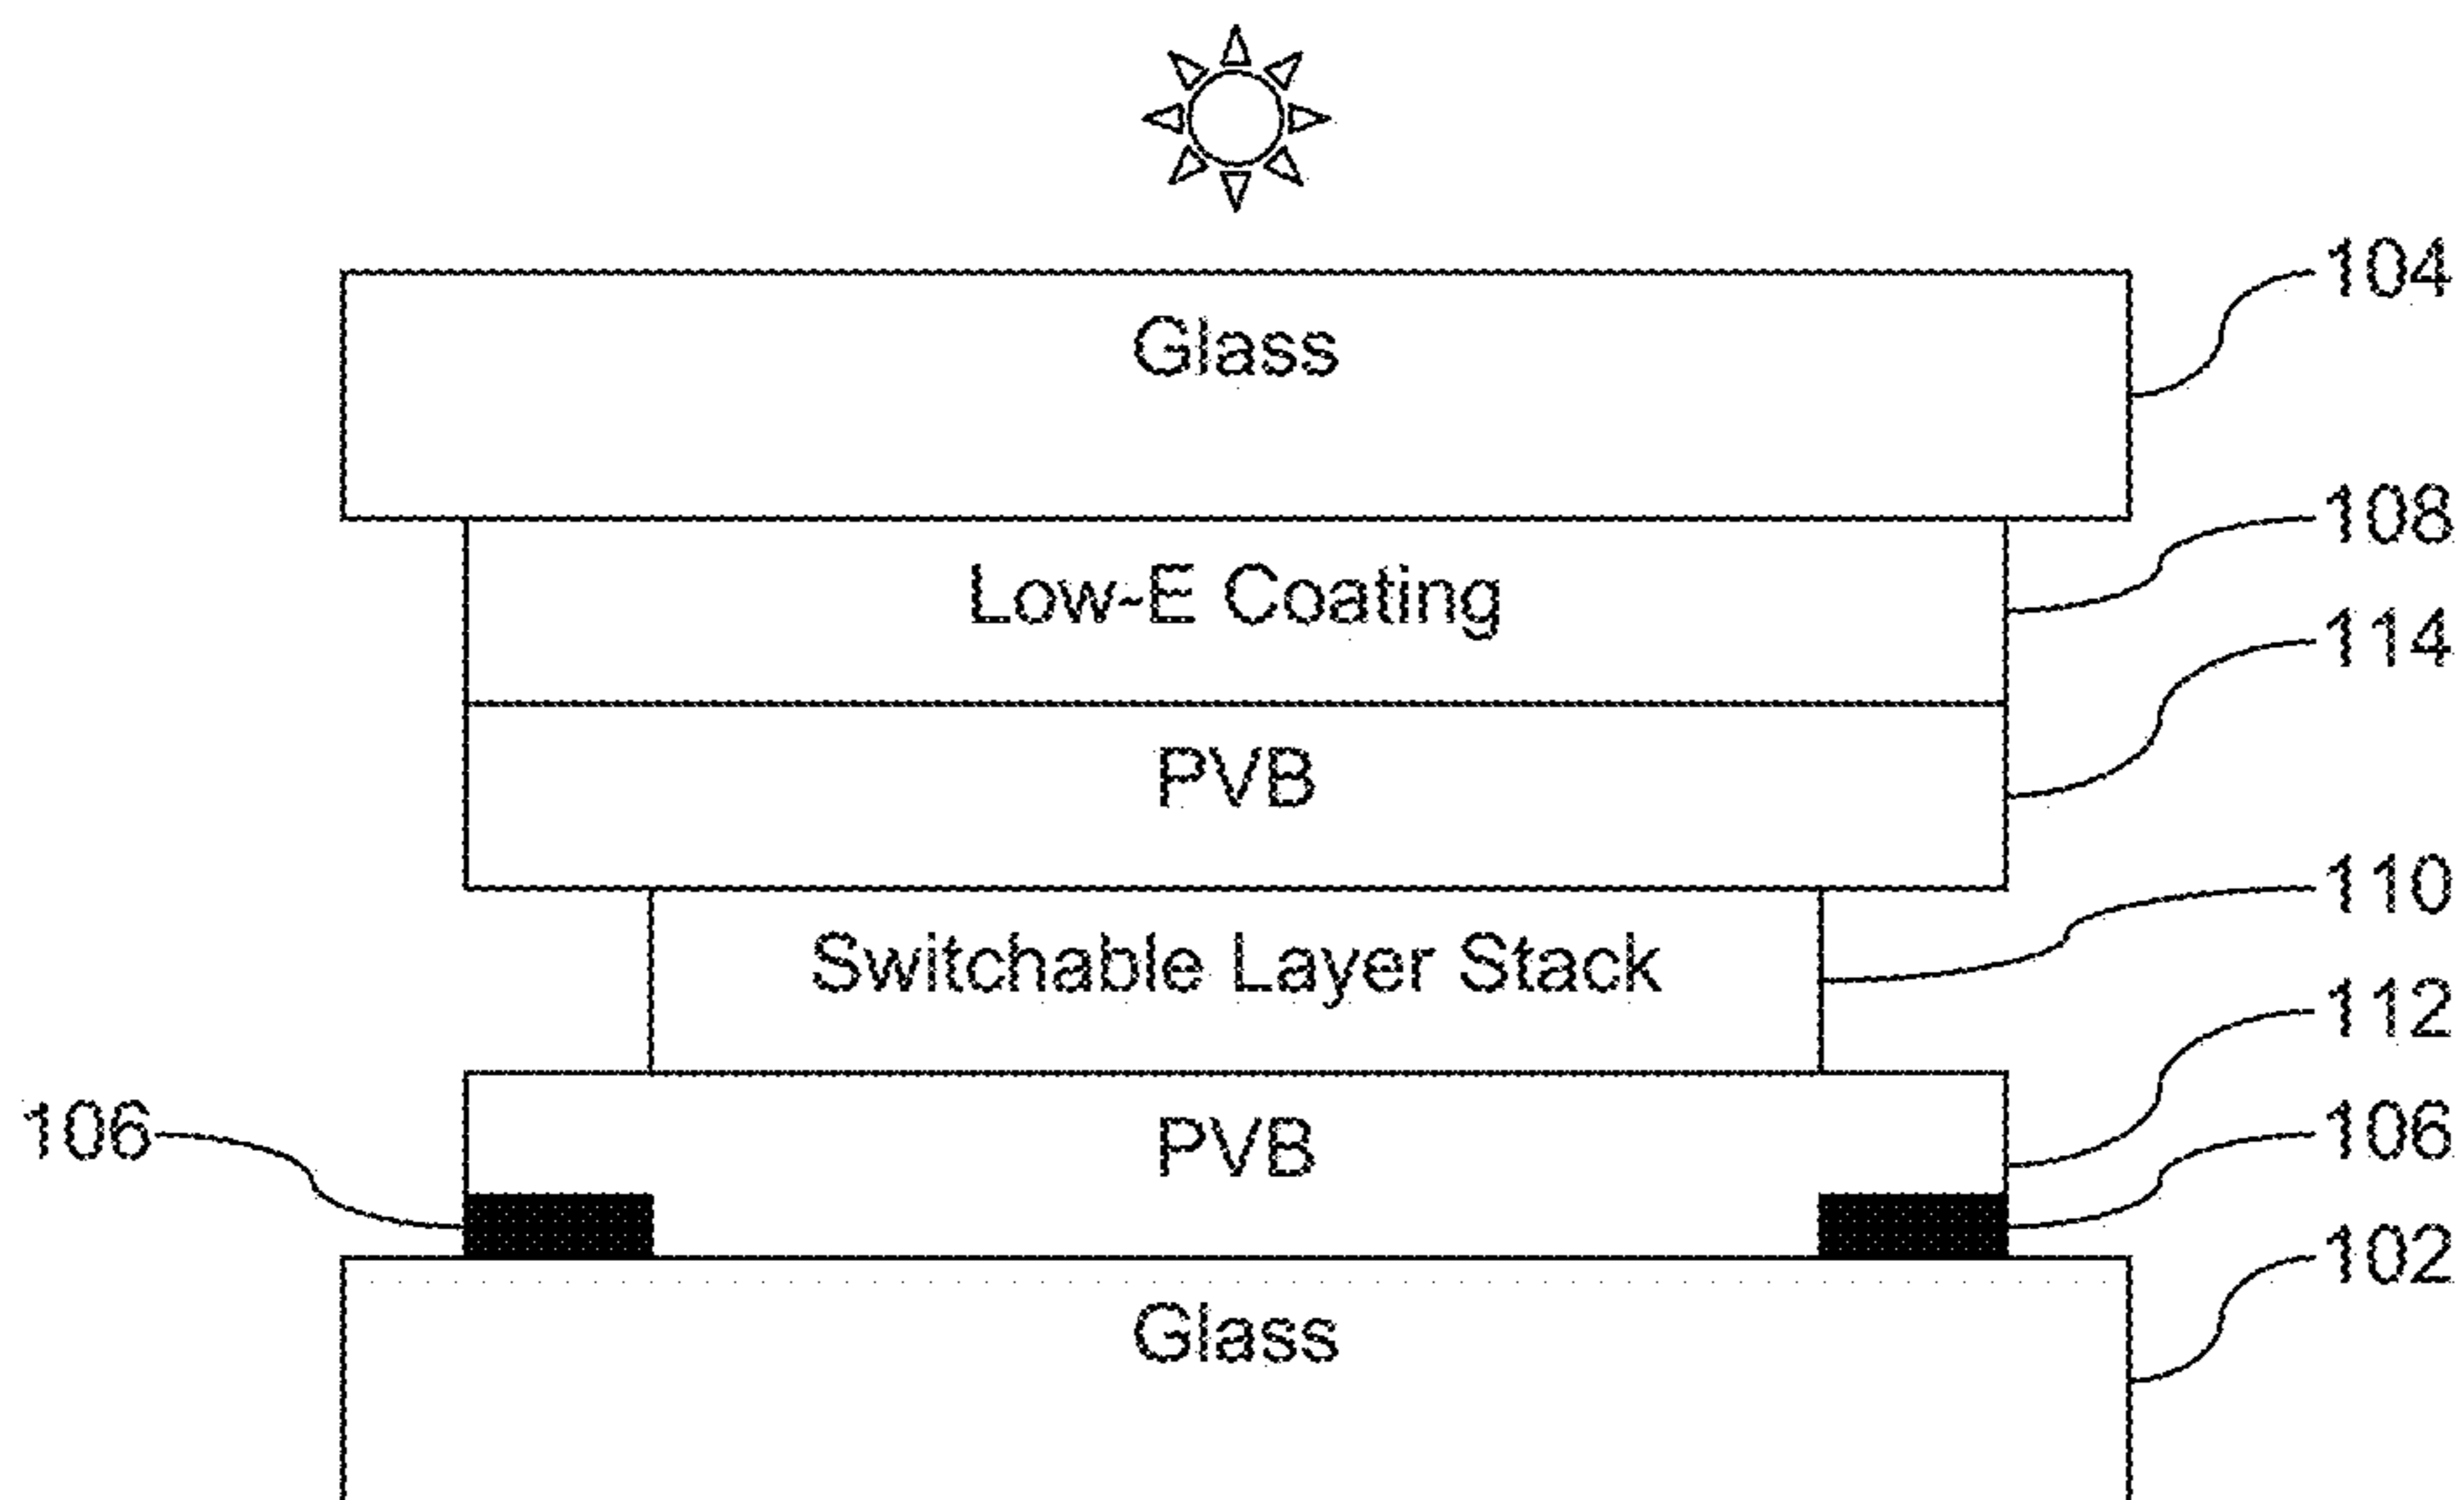 104
Glass
108
Low-E Coating
114
PVB
110
Switchable Layer Stack
112
PVB
106
106
102
Glass